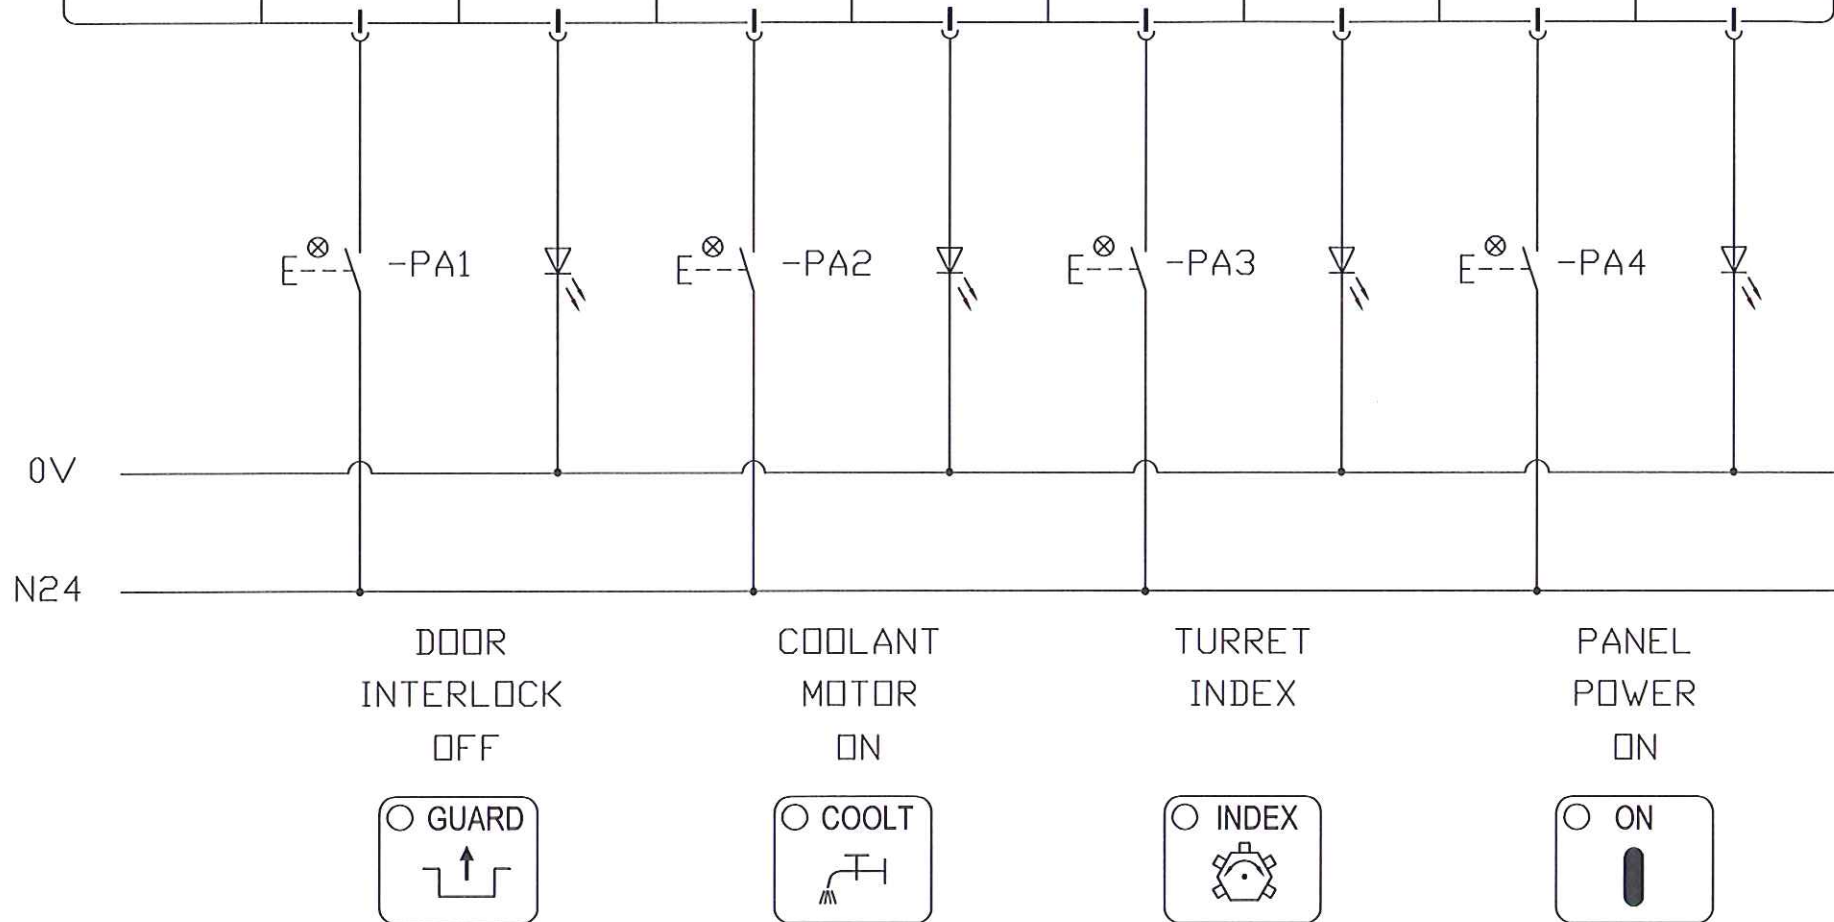 -PA1
-PA2
-PA3
-PA4
0V
N24
DOOR
INTERLOCK
OFF
COOLANT
MOTOR
ON
TURRET
INDEX
PANEL
POWER
ON
GUARD
COOLT
INDEX
ON